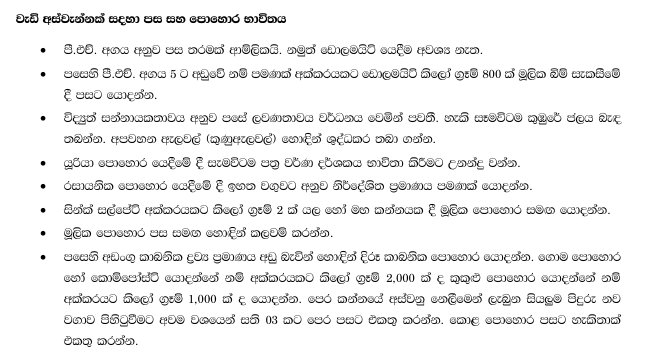 වැඩි අස්වැන්නක් සදහා පස සහ පොහොර භාවිතය
• පී.එච්. අගය අනුව පස තරමක් ආම්ලිකයි. නමුත් ඩොලමයිට් යෙදීම අවශ්‍ය නැත.
• පසෙහි පී.එච්. අගය 5 ට අඩුවේ නම් පමණක් අක්කරයකට ඩොලමයිට් කිලෝ ග්‍රෑම් 800 ක් මූලික බිම් සැකසීමේ
දී පසට යොදන්න.
• විද්‍යුත් සන්නායකතාවය අනුව පසේ ලවණතාවය වර්ධනය වෙමින් පවතී. හැකි සෑමවිටම කුඹුරේ ජලය බැඳ
තබන්න. අපවහන ඇලවල් (කුණුඇලවල්) හොඳින් ශුද්ධකර තබා ගන්න.
• යූරියා පොහොර යෙදීමේ දී සැමවිටම පත්‍ර වර්ණ දර්ශකය භාවිතා කිරීමට උනන්දු වන්න.
• රසායනික පොහොර යෙදීමේ දී ඉහත වගුවට අනුව නිර්දේශිත ප්‍රමාණය පමණක් යොදන්න.
• සින්ක් සල්පේට් අක්කරයකට කිලෝ ග්‍රෑම් 2 ක් යල හෝ මහ කන්නයක දී මූලික පොහොර සමඟ යොදන්න.
• මූලික පොහොර පස සමඟ හොඳින් කලවම් කරන්න.
• පසෙහි අඩංගු කාබනික ද්‍රව්‍ය ප්‍රමාණය අඩු බැවින් හොඳින් දිරූ කාබනික පොහොර යොදන්න. ගොම පොහොර
හෝ කොම්පෝස්ට් යොදන්නේ නම් අක්කරයකට කිලෝ ග්‍රෑම් 2,000 ක් ද කුකුළු පොහොර යොදන්නේ නම්
අක්කරයට කිලෝ ග්‍රෑම් 1,000 ක් ද යොදන්න. පෙර කන්නයේ අස්වනු නෙලීමෙන් ලැබුන සියලුම පිදුරු නව
වගාව පිහිටුවීමට අවම වශයෙන් සති 03 කට පෙර පසට එකතු කරන්න. කොළ පොහොර පසට හැකිතාක්
එකතු කරන්න.